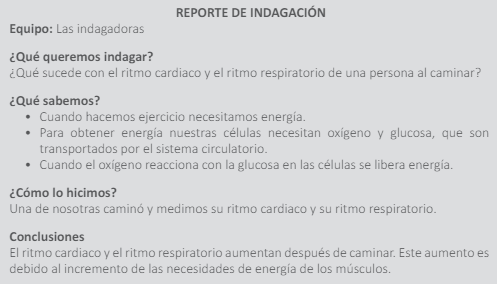 REPORTE DE INDAGACIÓN
Equipo: Las indagadoras
¿Qué queremos indagar?
¿Qué sucede con el ritmo cardiaco y el ritmo respiratorio de una persona al caminar?
¿Qué sabemos?
• Cuando hacemos ejercicio necesitamos energía.
• Para obtener energía nuestras células necesitan oxígeno y glucosa, que son
transportados por el sistema circulatorio.
• Cuando el oxígeno reacciona con la glucosa en las células se libera energía.
¿Cómo lo hicimos?
Una de nosotras caminó y medimos su ritmo cardiaco y su ritmo respiratorio.
Conclusiones
El ritmo cardiaco y el ritmo respiratorio aumentan después de caminar. Este aumento es
debido al incremento de las necesidades de energía de los músculos.